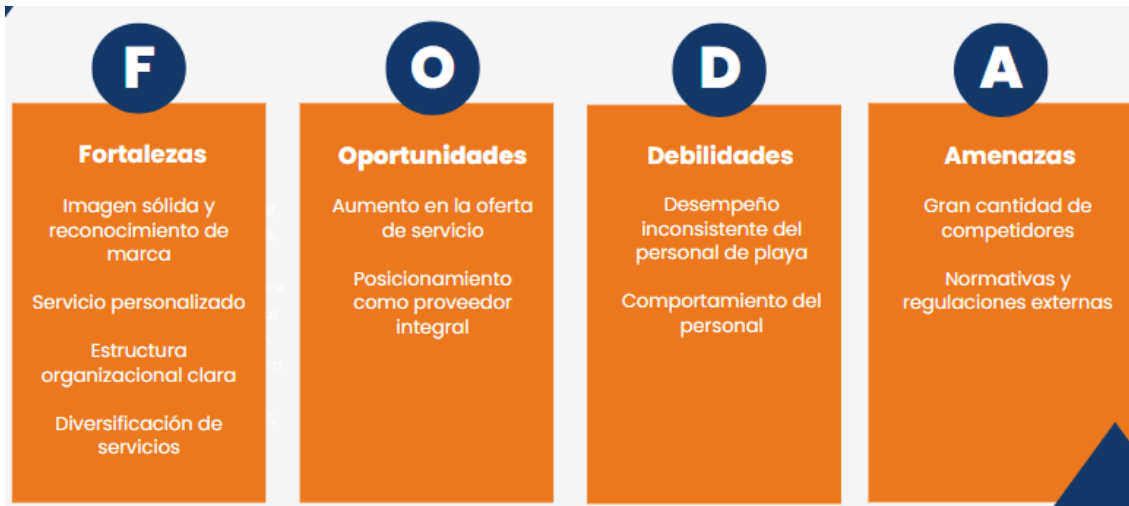 F
Fortalezas
Imagen sólida y
reconocimiento de
marca
Servicio personalizado
Estructura
organizacional clara
Diversificación de
servicios
O
Oportunidades
Aumento en la oferta
de servicio
Posicionamiento
como proveedor
integral
D
Debilidades
Desempeño
inconsistente del
personal de playa
Comportamiento del
personal
A
Amenazas
Gran cantidad de
competidores
Normativas y
regulaciones externas